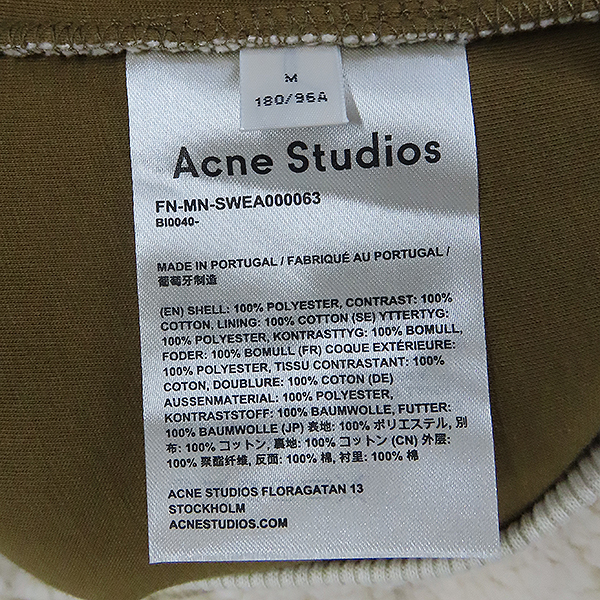 M
180/96A
Acne Studios
FN-MN-SWEA000063
BI0040-
MADE IN PORTUGAL / FABRIQUÉ AU PORTUGAL /
葡萄牙制造
(EN) SHELL: 100% POLYESTER, CONTRAST: 100%
COTTON, LINING: 100% COTTON (SE) YTTERTYG:
100% POLYESTER, KONTRASTTYG: 100% BOMULL,
FODER: 100% BOMULL (FR) COQUE EXTÉRIEURE:
100% POLYESTER, TISSU CONTRASTANT: 100%
COTON, DOUBLURE: 100% COTON (DE)
AUSSENMATERIAL: 100% POLYESTER,
KONTRASTSTOFF: 100% BAUMWOLLE, FUTTER:
100% BAUMWOLLE (JP) 表地: 100% ポリエステル, 別
布: 100% コットン, 裏地: 100% コットン (CN) 外层:
100% 聚酯纤维, 反面: 100% 棉, 衬里: 100% 棉
ACNE STUDIOS FLORAGATAN 13
STOCKHOLM
ACNESTUDIOS.COM